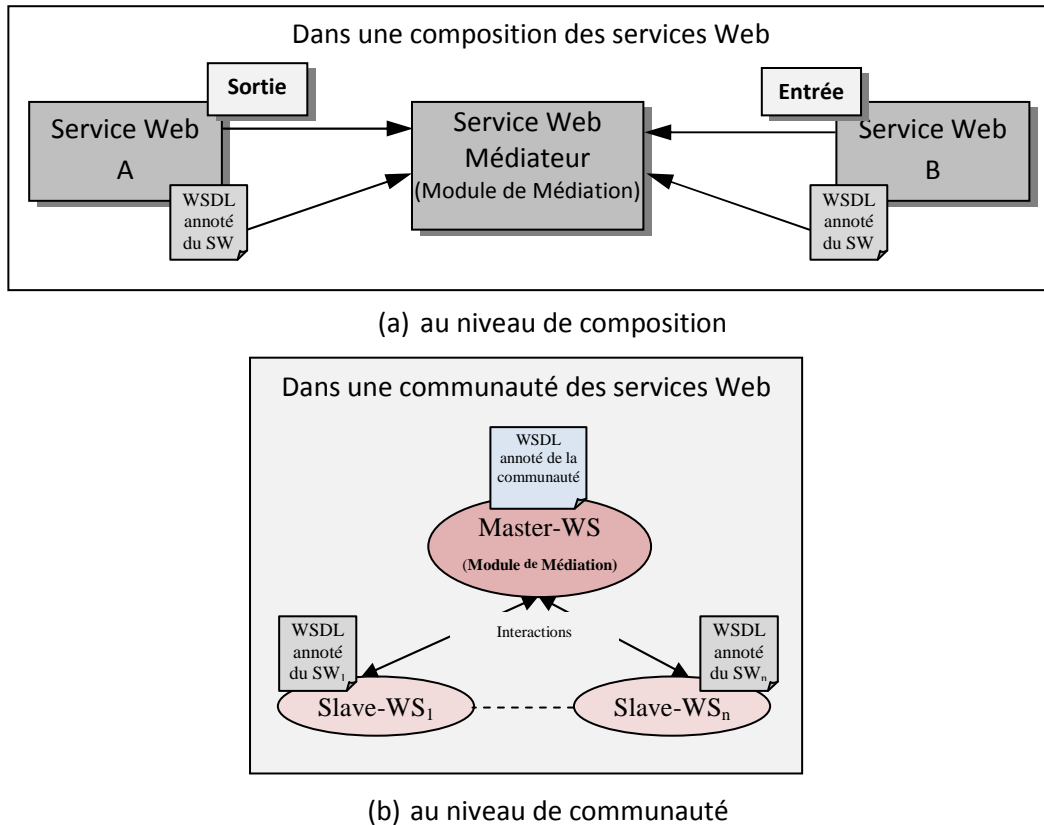 Dans une composition des services Web
Sortie
Entrée
Service Web
A
Service Web
Médiateur
(Module de Médiation)
Service Web
B
WSDL
annoté
du SW
WSDL
annoté
du SW
(a) au niveau de composition
Dans une communauté des services Web
WSDL
annoté de la
communauté
Master-WS
(Module de Médiation)
Interactions
WSDL
annoté
du SW1
WSDL
annoté
du SWn
Slave-WS1
Slave-WSn
(b) au niveau de communauté